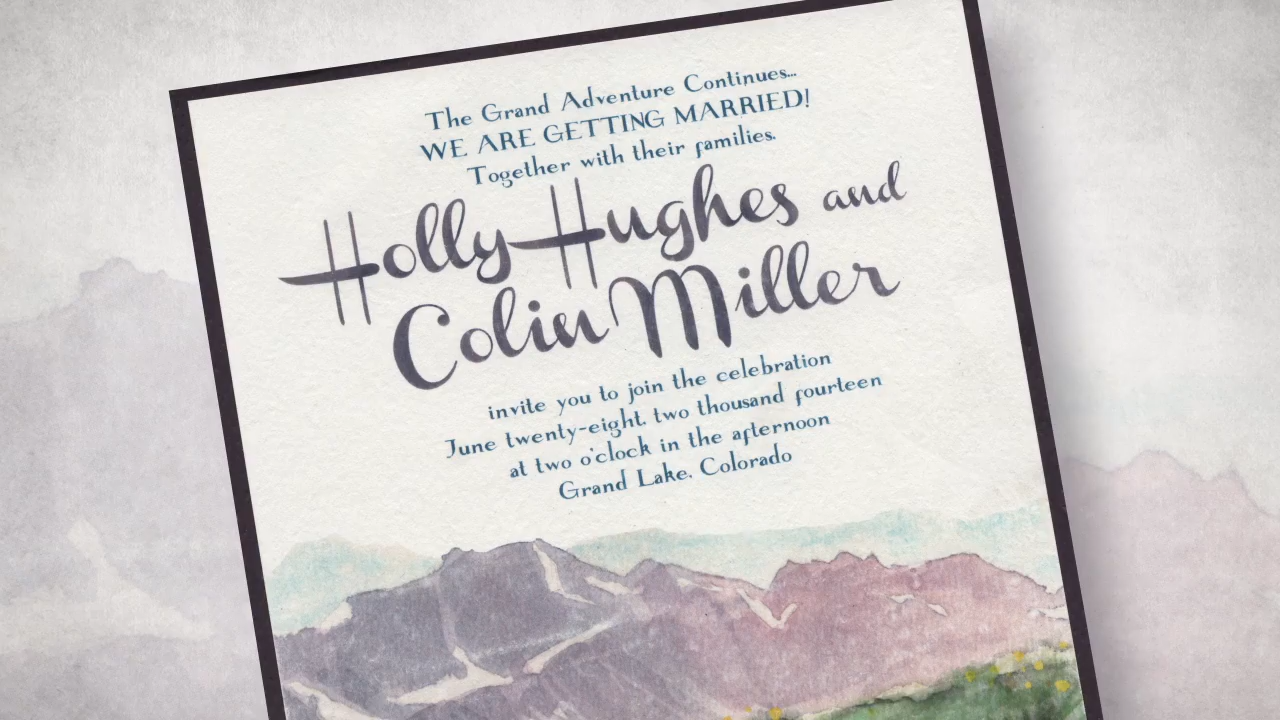 The Grand Adventure Continues...
WE ARE GETTING MARRIED!
Together with their families.
Holly Hughes and
Colin Miller
invite you to join the celebration
June twenty-eight, two thousand fourteen
at two o'clock in the afternoon
Grand Lake, Colorado